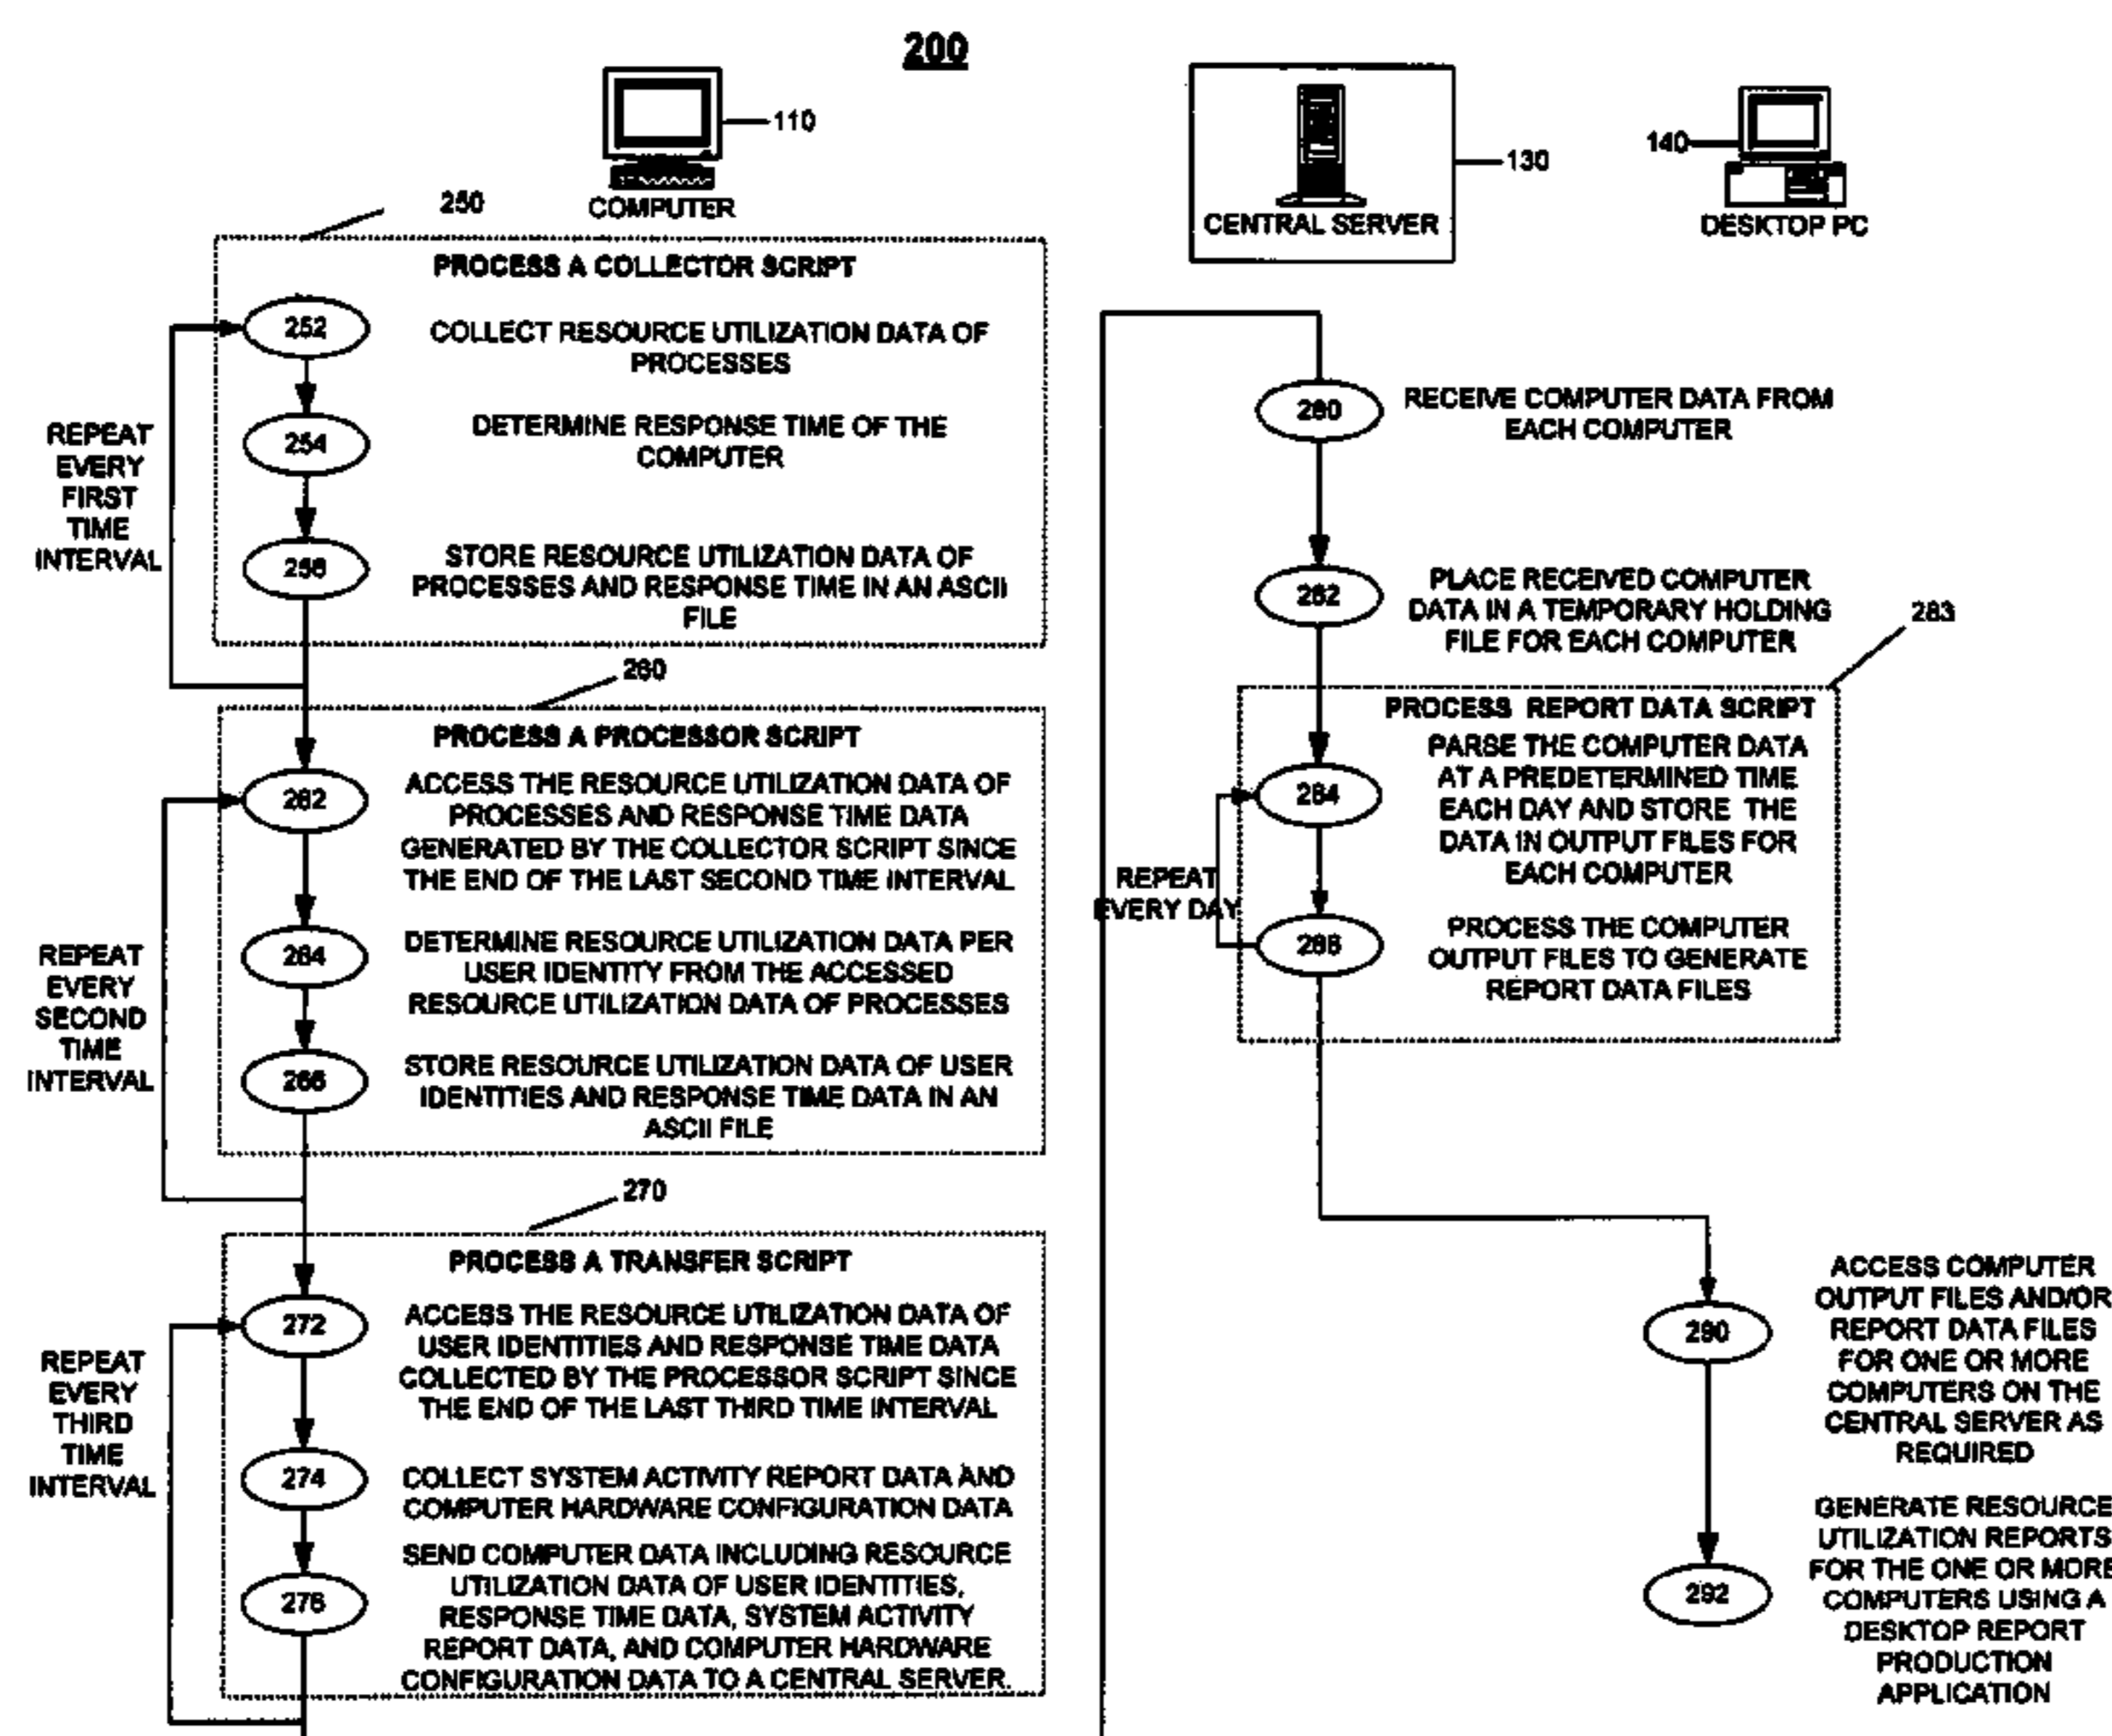 200
110
COMPUTER
130
CENTRAL SERVER
140
DESKTOP PC
250
PROCESS A COLLECTOR SCRIPT
252
COLLECT RESOURCE UTILIZATION DATA OF
PROCESSES
254
DETERMINE RESPONSE TIME OF THE
COMPUTER
256
STORE RESOURCE UTILIZATION DATA OF
PROCESSES AND RESPONSE TIME IN AN ASCII
FILE
REPEAT
EVERY
FIRST
TIME
INTERVAL
260
PROCESS A PROCESSOR SCRIPT
262
ACCESS THE RESOURCE UTILIZATION DATA OF
PROCESSES AND RESPONSE TIME DATA
GENERATED BY THE COLLECTOR SCRIPT SINCE
THE END OF THE LAST SECOND TIME INTERVAL
264
DETERMINE RESOURCE UTILIZATION DATA PER
USER IDENTITY FROM THE ACCESSED
RESOURCE UTILIZATION DATA OF PROCESSES
266
STORE RESOURCE UTILIZATION DATA OF USER
IDENTITIES AND RESPONSE TIME DATA IN AN
ASCII FILE
REPEAT
EVERY
SECOND
TIME
INTERVAL
270
PROCESS A TRANSFER SCRIPT
272
ACCESS THE RESOURCE UTILIZATION DATA OF
USER IDENTITIES AND RESPONSE TIME DATA
COLLECTED BY THE PROCESSOR SCRIPT SINCE
THE END OF THE LAST THIRD TIME INTERVAL
274
COLLECT SYSTEM ACTIVITY REPORT DATA AND
COMPUTER HARDWARE CONFIGURATION DATA
276
SEND COMPUTER DATA INCLUDING RESOURCE
UTILIZATION DATA OF USER IDENTITIES,
RESPONSE TIME DATA, SYSTEM ACTIVITY
REPORT DATA, AND COMPUTER HARDWARE
CONFIGURATION DATA TO A CENTRAL SERVER.
REPEAT
EVERY
THIRD
TIME
INTERVAL
280
RECEIVE COMPUTER DATA FROM
EACH COMPUTER
282
PLACE RECEIVED COMPUTER
DATA IN A TEMPORARY HOLDING
FILE FOR EACH COMPUTER
283
PROCESS REPORT DATA SCRIPT
284
PARSE THE COMPUTER DATA
AT A PREDETERMINED TIME
EACH DAY AND STORE THE
DATA IN OUTPUT FILES FOR
EACH COMPUTER
REPEAT
EVERY DAY
286
PROCESS THE COMPUTER
OUTPUT FILES TO GENERATE
REPORT DATA FILES
290
ACCESS COMPUTER
OUTPUT FILES AND/OR
REPORT DATA FILES
FOR ONE OR MORE
COMPUTERS ON THE
CENTRAL SERVER AS
REQUIRED
292
GENERATE RESOURCE
UTILIZATION REPORTS
FOR THE ONE OR MORE
COMPUTERS USING A
DESKTOP REPORT
PRODUCTION
APPLICATION